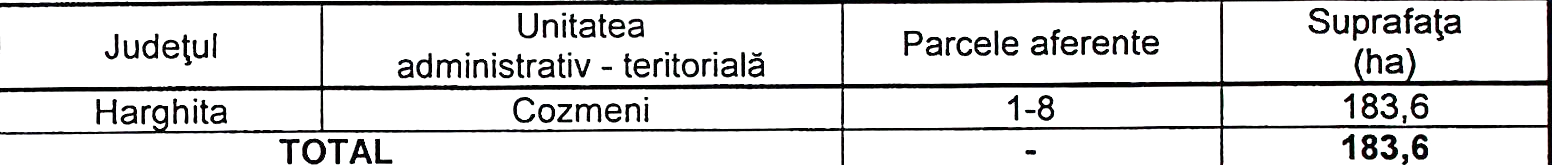 Judeţul Unitatea administrativ - teritorială Parcele aferente Suprafaţa (ha)
Harghita Cozmeni 1-8 183,6
TOTAL - 183,6